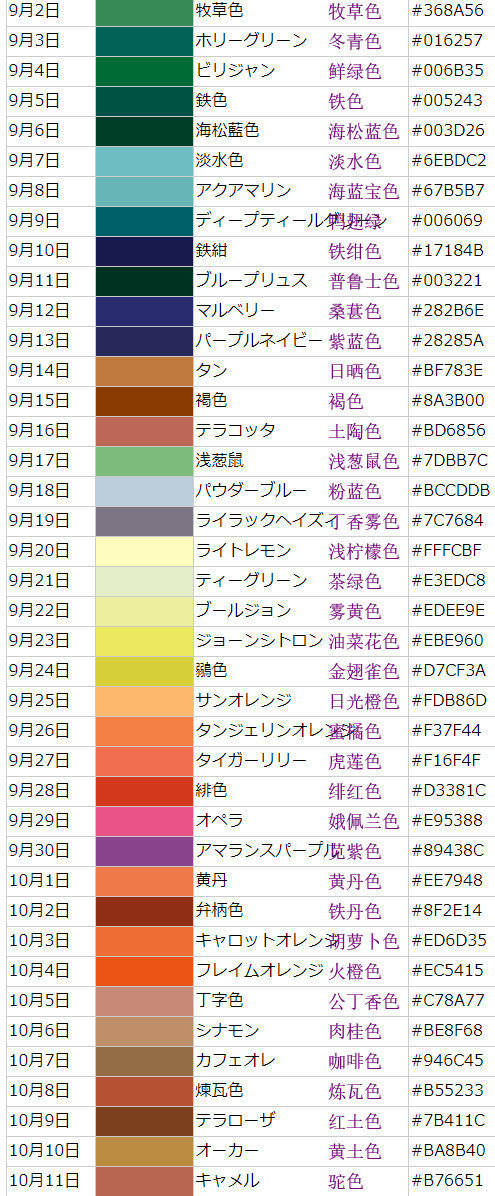 9月2日 牧草色 牧草色 #368A56
9月3日 ホリーグリーン 冬青色 #016257
9月4日 ビリジャン 鲜绿色 #006B35
9月5日 鉄色 铁色 #005243
9月6日 海松藍色 海松蓝色 #003D26
9月7日 淡水色 淡水色 #6EBDC2
9月8日 アクアマリン 海蓝宝色 #67B5B7
9月9日 ディープティールグリーン 鸭翅绿 #006069
9月10日 鉄紺 铁绀色 #17184B
9月11日 ブループリュス 普鲁士色 #003221
9月12日 マルベリー 桑葚色 #282B6E
9月13日 パープルネイビー 紫蓝色 #28285A
9月14日 タン 日晒色 #BF783E
9月15日 褐色 褐色 #8A3B00
9月16日 テラコッタ 土陶色 #BD6856
9月17日 浅葱鼠 浅葱鼠色 #7DBB7C
9月18日 パウダーブルー 粉蓝色 #BCCDDB
9月19日 ライラックヘイズィ 丁香雾色 #7C7684
9月20日 ライトレモン 浅柠檬色 #FFFCBF
9月21日 ティーグリーン 茶绿色 #E3EDC8
9月22日 ブールジョン 雾黄色 #EDEE9E
9月23日 ジョーンシトロン 油菜花色 #EBE960
9月24日 鶸色 金翅雀色 #D7CF3A
9月25日 サンオレンジ 日光橙色 #FDB86D
9月26日 タンジェリンオレンジ 蜜橘色 #F37F44
9月27日 タイガーリリー 虎莲色 #F16F4F
9月28日 緋色 绯红色 #D3381C
9月29日 オペラ 娥佩兰色 #E95388
9月30日 アマランスパープル 苋紫色 #89438C
10月1日 黄丹 黄丹色 #EE7948
10月2日 弁柄色 铁丹色 #8F2E14
10月3日 キャロットオレンジ 胡萝卜色 #ED6D35
10月4日 フレイムオレンジ 火橙色 #EC5415
10月5日 丁字色 公丁香色 #C78A77
10月6日 シナモン 肉桂色 #BE8F68
10月7日 カフェオレ 咖啡色 #946C45
10月8日 煉瓦色 炼瓦色 #B55233
10月9日 テラローザ 红土色 #7B411C
10月10日 オーカー 黄土色 #BA8B40
10月11日 キャメル 驼色 #B76651